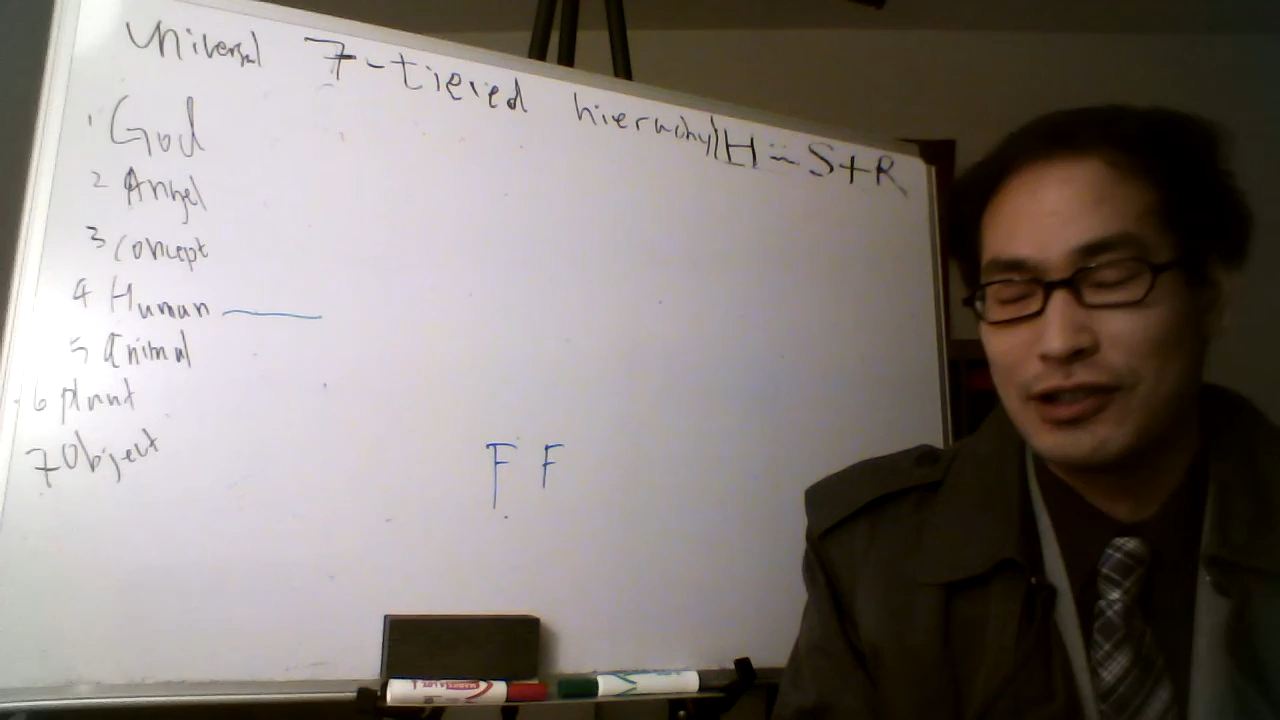 Universal 7-tiered hierarchy H = S+R
1 God
2 Angel
3 Concept
4 Human
5 Animal
6 plant
7 Object
F F